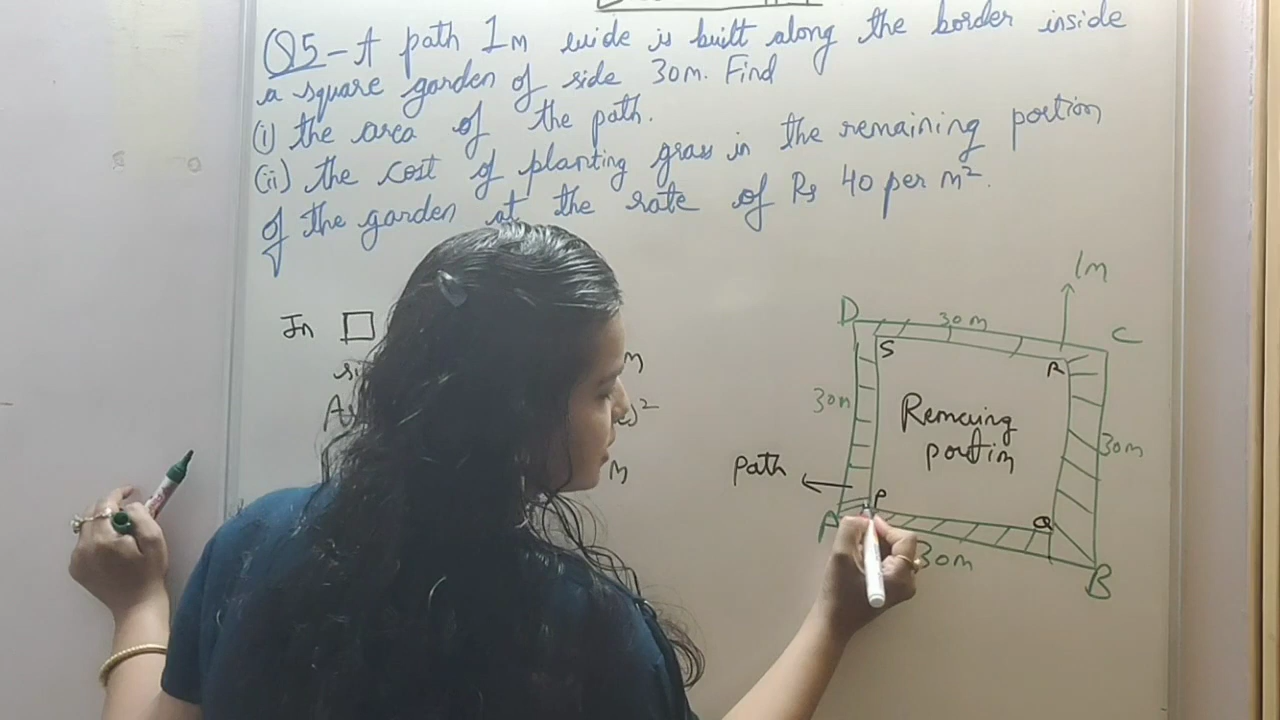 Q5 - A path 1m wide is built along the border inside
a square garden of side 30m. Find
(i) the area of the path.
(ii) the cost of planting grass in the remaining portion
of the garden at the rate of Rs 40 per m².
In □
1m
D
30m
C
S
R
30m
Remaing
portion
30m
path
P
Q
A
30m
B